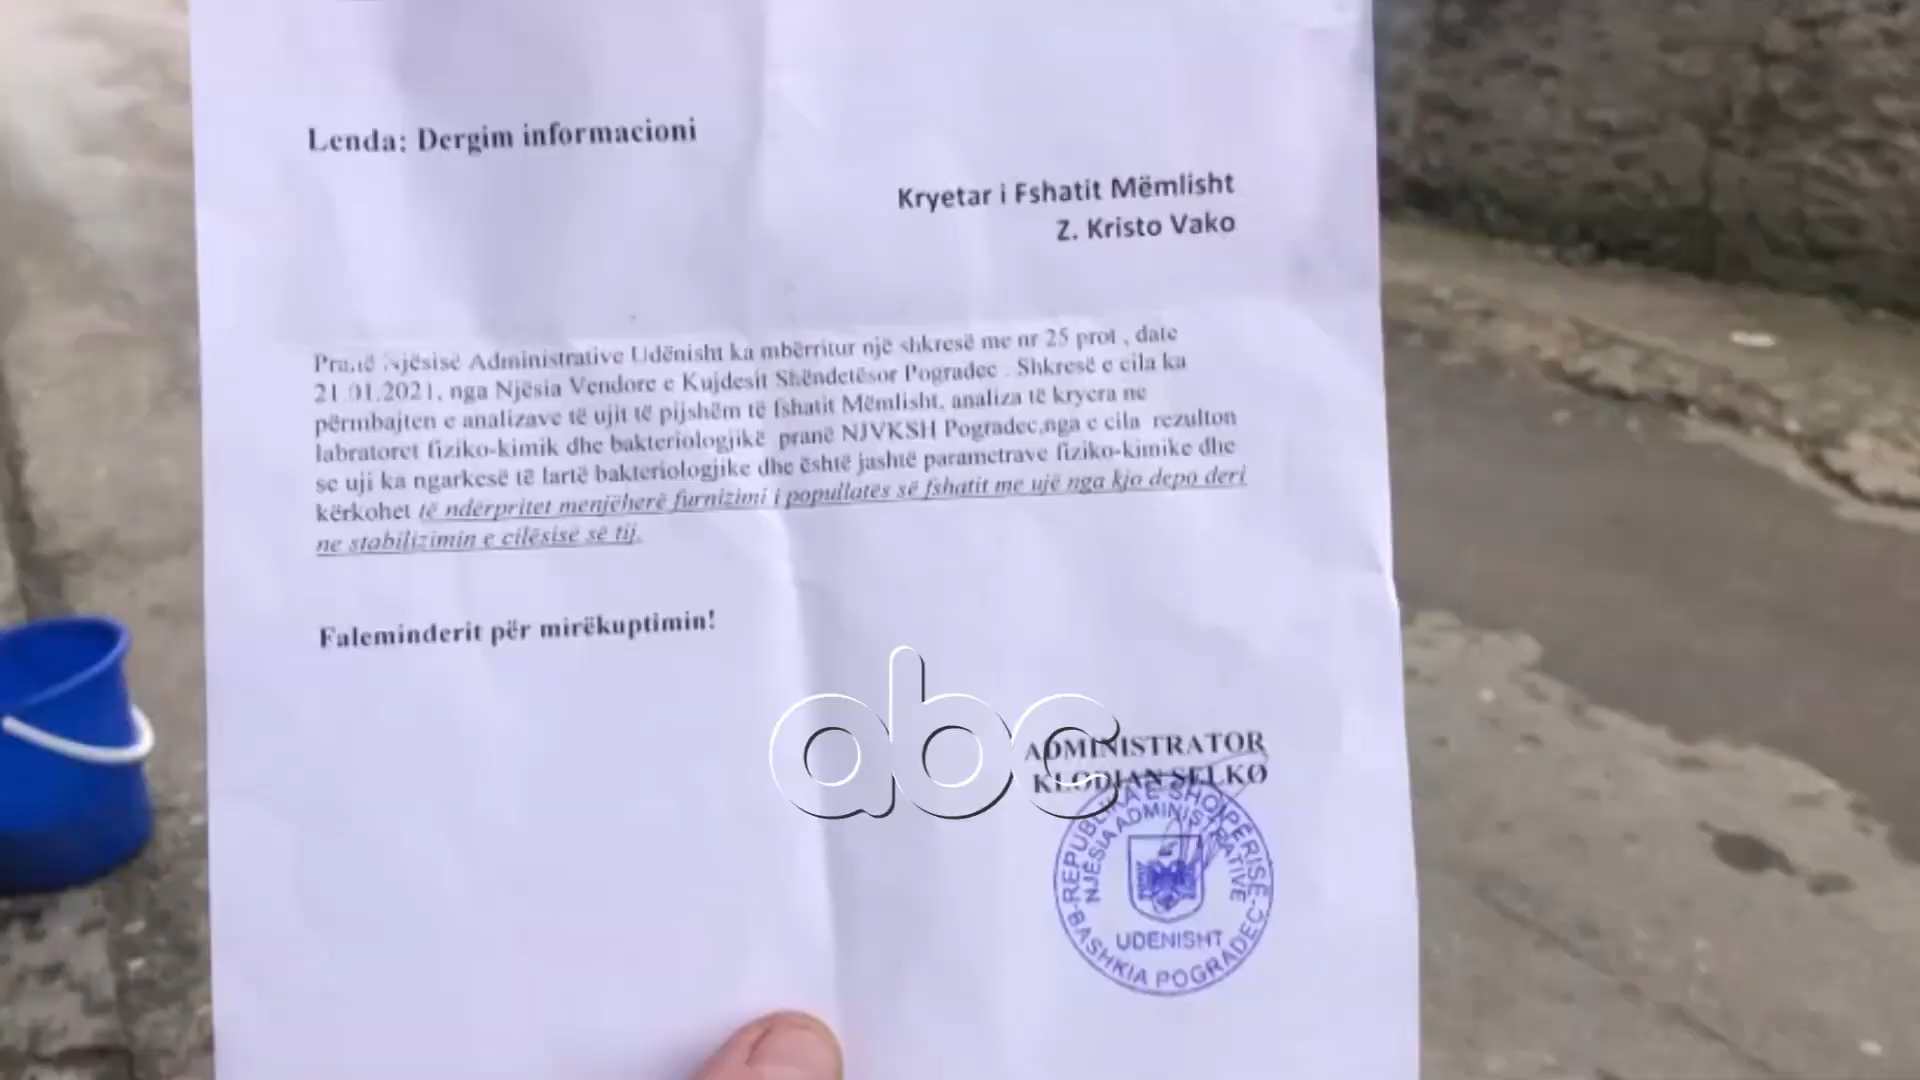 Lenda: Dergim informacioni
Kryetar i Fshatit Mëmlisht
Z. Kristo Vako
Pranë Njësisë Administrative Udënisht ka mbërritur një shkresë me nr 25 prot , date
21.01.2021, nga Njësia Vendore e Kujdesit Shëndetësor Pogradec . Shkresë e cila ka
përmbajten e analizave të ujit të pijshëm të fshatit Mëmlisht, analiza të kryera ne
labratoret fiziko-kimik dhe bakteriologjikë pranë NJVKSH Pogradec,nga e cila rezulton
se uji ka ngarkesë të lartë bakteriologjike dhe është jashtë parametrave fiziko-kimike dhe
kërkohet të ndërpritet menjëherë furnizimi i popullatës së fshatit me ujë nga kjo depo deri
ne stabilizimin e cilësisë së tij.
Faleminderit për mirëkuptimin!
abc
ADMINISTRATOR
KLODJAN SELKO
REPUBLIKA E SHQIPËRISË
NJËSIA ADMINISTRATIVE
UDENISHT
-BASHKIA POGRADEC-